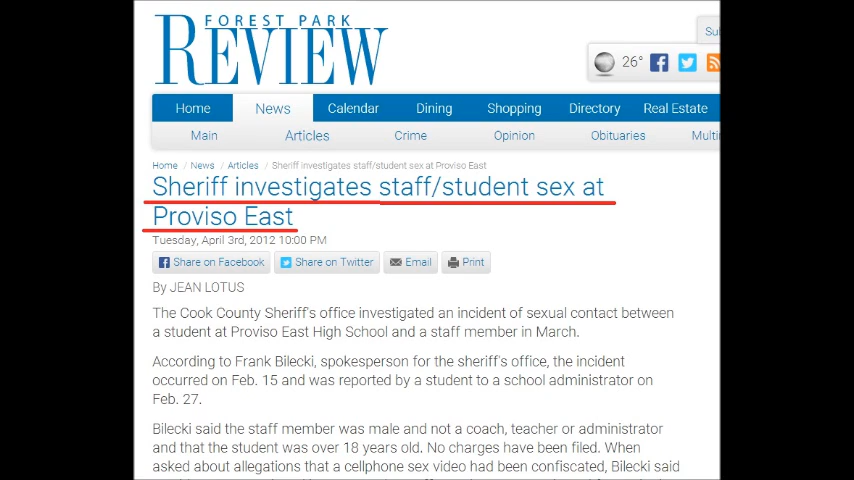 FOREST PARK
REVIEW
26°
Home News Calendar Dining Shopping Directory Real Estate
Main Articles Crime Opinion Obituaries
Home / News / Articles / Sheriff investigates staff/student sex at Proviso East
Sheriff investigates staff/student sex at
Proviso East
Tuesday, April 3rd, 2012 10:00 PM
Share on Facebook Share on Twitter Email Print
By JEAN LOTUS
The Cook County Sheriff's office investigated an incident of sexual contact between
a student at Proviso East High School and a staff member in March.
According to Frank Bilecki, spokesperson for the sheriff's office, the incident
occurred on Feb. 15 and was reported by a student to a school administrator on
Feb. 27.
Bilecki said the staff member was male and not a coach, teacher or administrator
and that the student was over 18 years old. No charges have been filed. When
asked about allegations that a cellphone sex video had been confiscated, Bilecki said